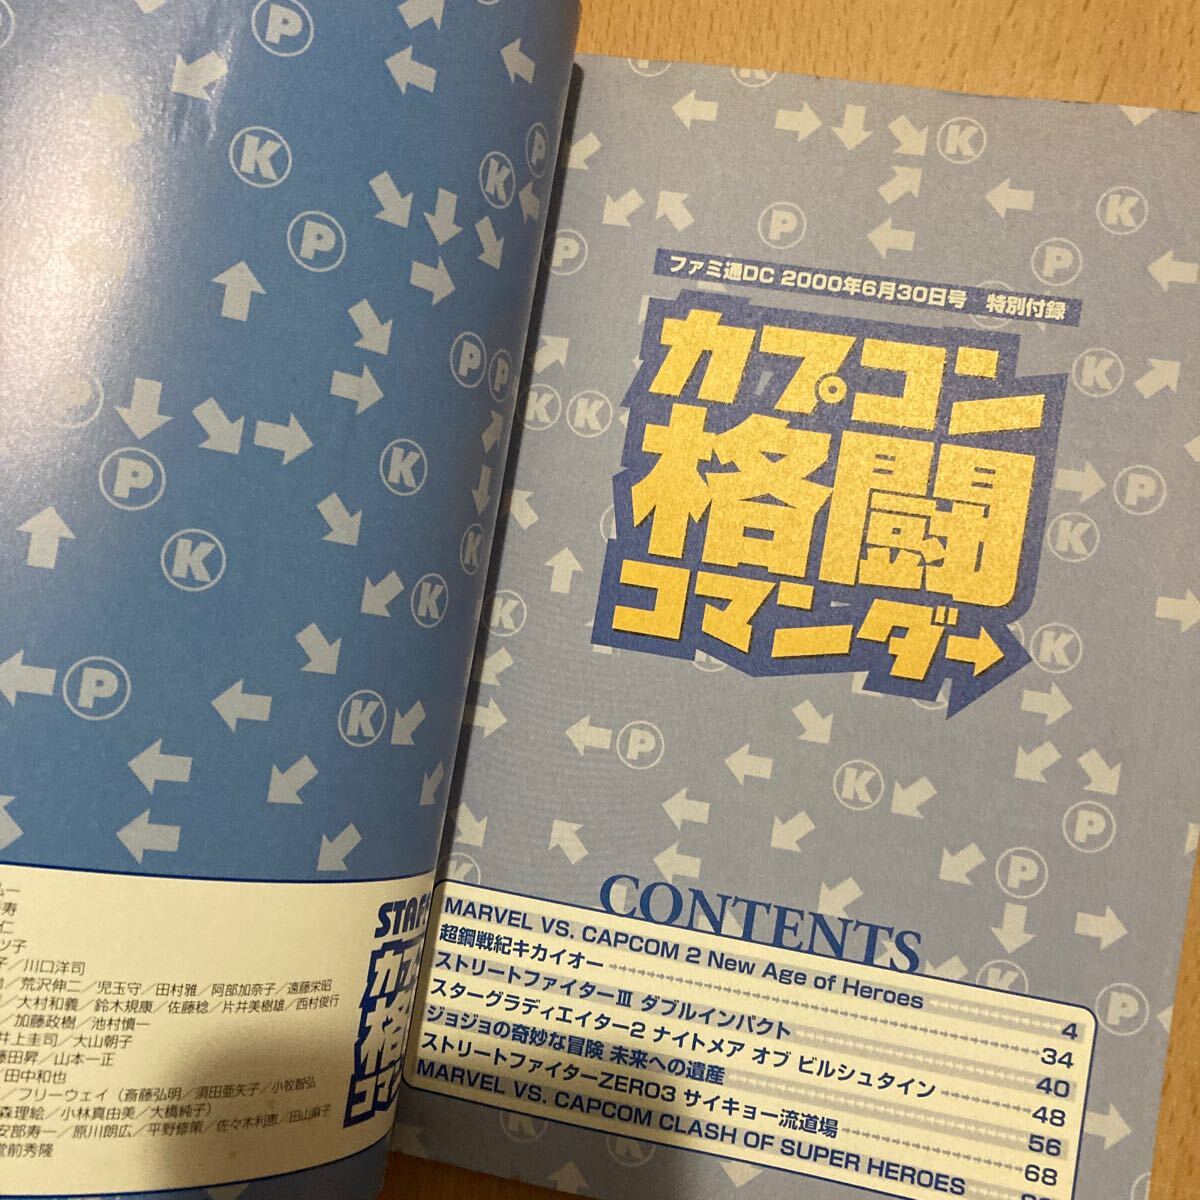 ファミ通DC 2000年6月30日号 特別付録
カプコン
格闘
コマンダー
CONTENTS
MARVEL VS. CAPCOM 2 New Age of Heroes 4
超鋼戦紀キカイオー 34
ストリートファイターⅢ ダブルインパクト 40
スターグラディエイター2 ナイトメア オブ ビルシュタイン 48
ジョジョの奇妙な冒険 未来への遺産 56
ストリートファイターZERO3 サイキョー流道場 68
MARVEL VS. CAPCOM CLASH OF SUPER HEROES
STAFF
寿
仁
ツ子
子／川口洋司
荒沢伸二／児玉守／田村雅／阿部加奈子／遠藤栄昭
大村和義／鈴木規康／佐藤稔／片井美樹雄／西村俊行
／加藤政樹／池村慎一
井上圭司／大山朝子
藤田昇／山本一正
／田中和也
／フリーウェイ（斎藤弘明／須田亜矢子／小牧智弘
森理絵／小林真由美／大橋純子）
安部寿一／原川朗広／平野修策／佐々木利恵／田山麻子
堂前秀隆